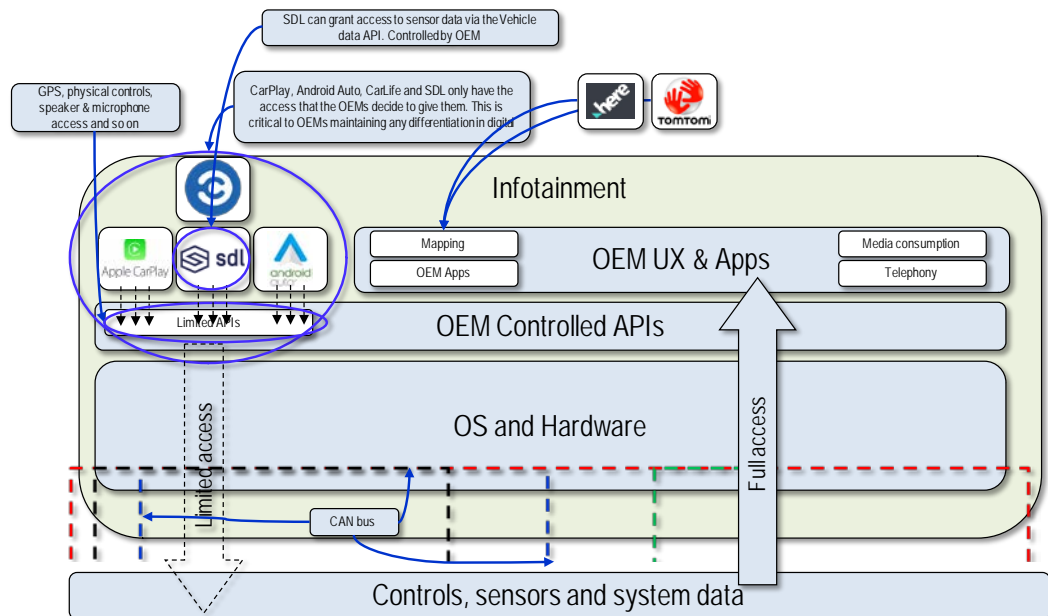 SDL can grant access to sensor data via the Vehicle
data API. Controlled by OEM
GPS, physical controls,
speaker & microphone
access and so on
CarPlay, Android Auto, CarLife and SDL only have the
access that the OEMs decide to give them. This is
critical to OEMs maintaining any differentiation in digital
here
TOMTOM
Infotainment
Apple CarPlay
sdl
android
auto
Mapping
OEM Apps
OEM UX & Apps
Media consumption
Telephony
Limited APIs
OEM Controlled APIs
OS and Hardware
Limited access
Full access
CAN bus
Controls, sensors and system data